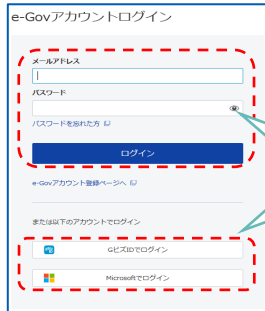 e-Govアカウントログイン
メールアドレス
パスワード
パスワードを忘れた方
ログイン
e-Govアカウント登録ページへ
または以下のアカウントでログイン
GビズIDでログイン
Microsoftでログイン